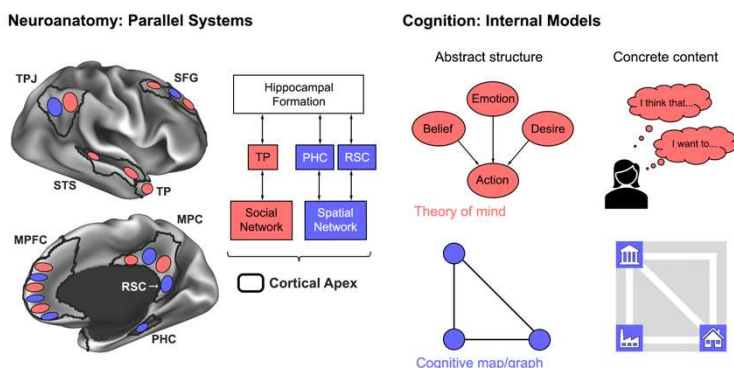 Neuroanatomy: Parallel Systems
TPJ
SFG
STS
TP
MPFC
MPC
RSC
PHC
Hippocampal
Formation
TP
PHC
RSC
Social
Network
Spatial
Network
Cortical Apex
Cognition: Internal Models
Abstract structure
Concrete content
Emotion
Belief
Desire
Action
Theory of mind
I think that...
I want to...
Cognitive map/graph